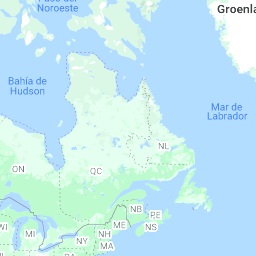 Paso del
Noroeste
Groenla
Bahía de
Hudson
Mar de
Labrador
NL
ON
QC
NB
PE
ME
NS
WI
MI
NY
NH
MA
PA